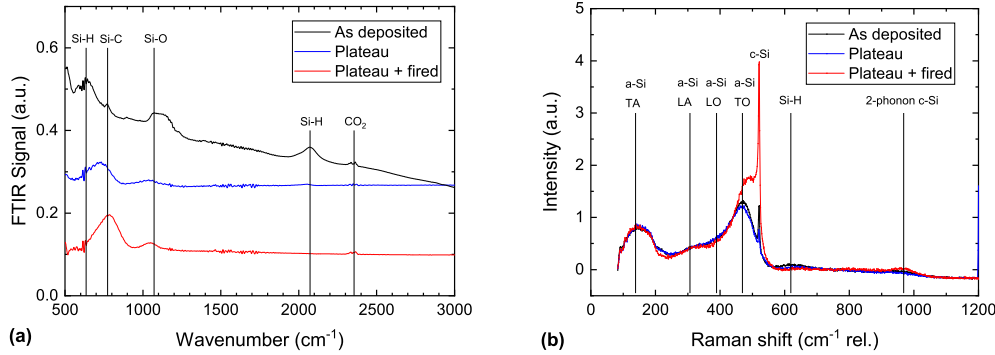 0.6
0.4
0.2
0.0
FTIR Signal (a.u.)
Si-H Si-C Si-O
Si-H CO₂
As deposited
Plateau
Plateau + fired
500 1000 1500 2000 2500 3000
Wavenumber (cm⁻¹)
(a)
5
4
3
2
1
0
Intensity (a.u.)
As deposited
Plateau
Plateau + fired
c-Si
a-Si a-Si a-Si a-Si
TA LA LO TO Si-H 2-phonon c-Si
0 200 400 600 800 1000 1200
Raman shift (cm⁻¹ rel.)
(b)